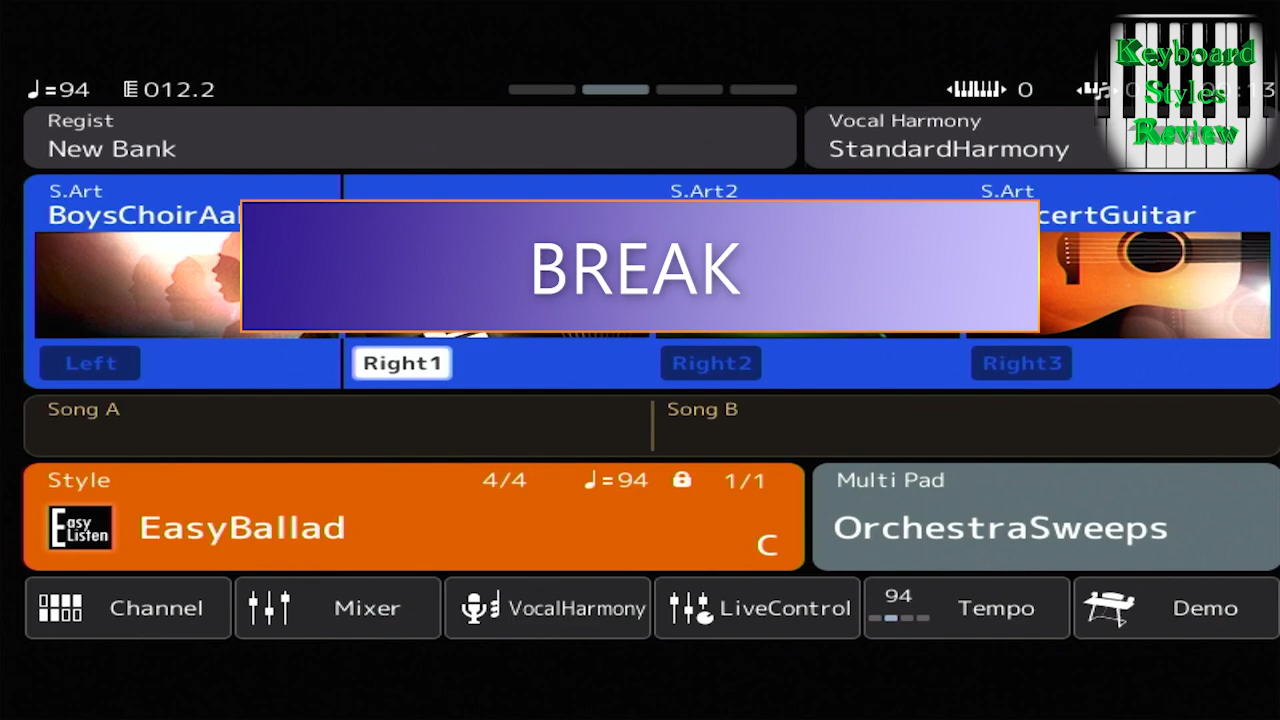 ♩=94 012.2 0
Keyboard
Styles
Review
Regist
New Bank
Vocal Harmony
StandardHarmony
S.Art
S.Art2
S.Art
BREAK
Left
Right1
Right2
Right3
Song A
Song B
Style 4/4 ♩=94 1/1
Easy
Listen
EasyBallad
C
Multi Pad
OrchestraSweeps
Channel
Mixer
VocalHarmony
LiveControl
94
Tempo
Demo